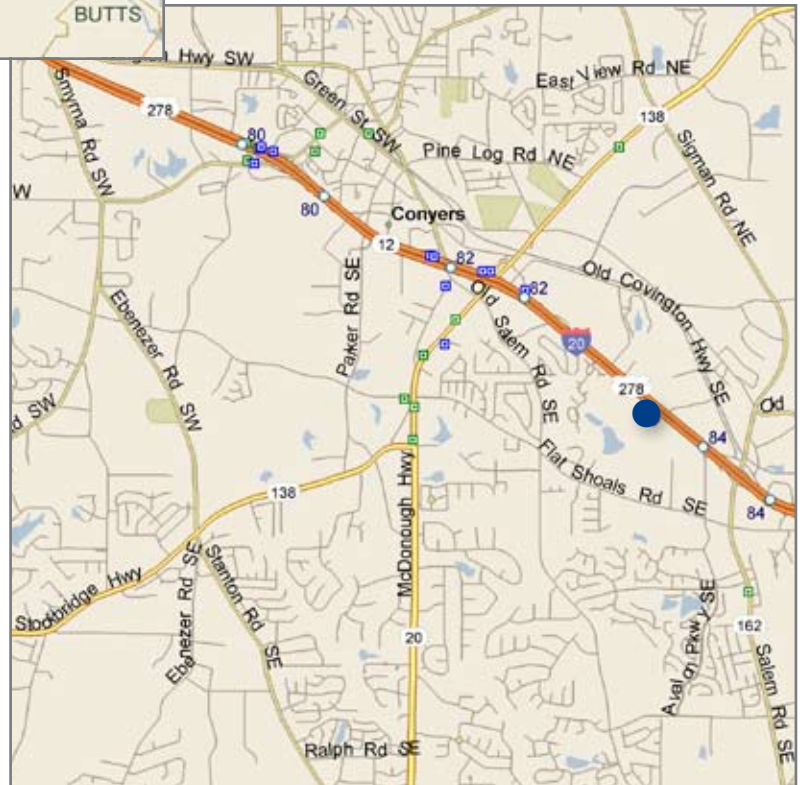 BUTTS
Hwy SW
Smyrna Rd SW
278
80
Green St SW
East View Rd NE
138
Pine Log Rd NE
Sigman Rd NE
W
80
Conyers
12
82
82
Old Covington Hwy SE
Parker Rd SE
Old Salem Rd SE
20
Ebenezer Rd SW
278
d SW
Old
84
Flat Shoals Rd SE
84
138
McDonough Hwy
Stockbridge Hwy
Ebenezer Rd SE
Stanton Rd SE
20
Avalon Pkwy SE
162
Salem Rd SE
Ralph Rd SE